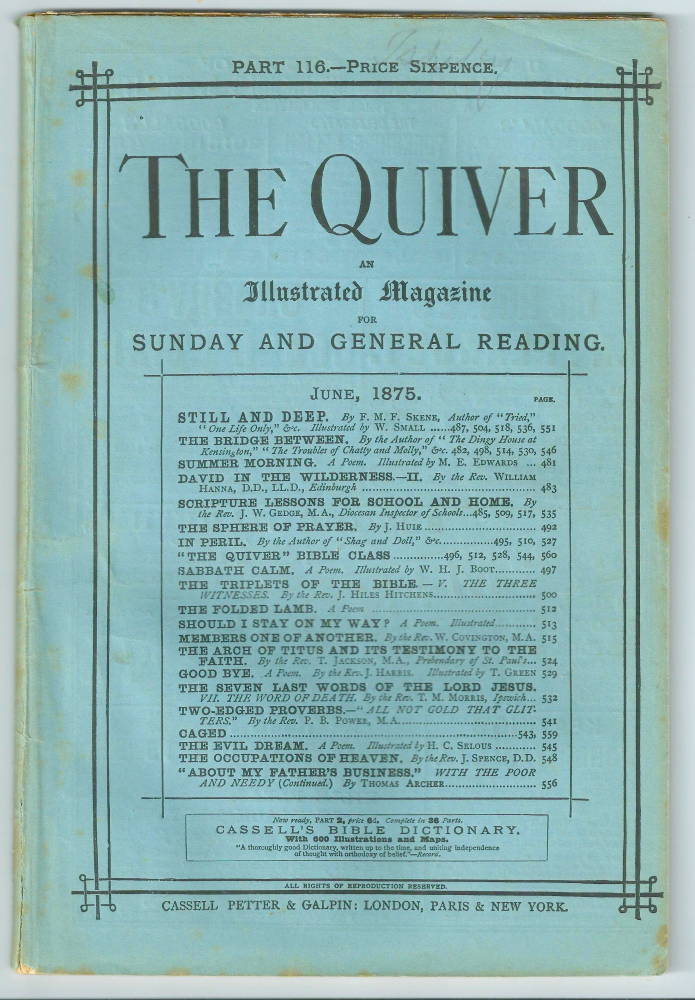 PART 116.—PRICE SIXPENCE.
THE QUIVER
AN
Illustrated Magazine
FOR
SUNDAY AND GENERAL READING.
JUNE, 1875.
PAGE.
STILL AND DEEP. By F. M. F. SKENE, Author of "Tried,"
"One Life Only," &c. Illustrated by W. SMALL ......487, 504, 518, 536, 551
THE BRIDGE BETWEEN. By the Author of "The Dingy House at
Kensington," "The Troubles of Chatty and Molly," &c. 482, 498, 514, 530, 546
SUMMER MORNING. A Poem. Illustrated by M. E. EDWARDS ... 481
DAVID IN THE WILDERNESS.—II. By the Rev. WILLIAM
HANNA, D.D., LL.D., Edinburgh ............ 483
SCRIPTURE LESSONS FOR SCHOOL AND HOME. By
the Rev. J. W. GEDGE, M.A., Diocesan Inspector of Schools...485, 509, 517, 535
THE SPHERE OF PRAYER. By J. HUIE ............ 492
IN PERIL. By the Author of "Shag and Doll," &c. ............495, 510, 527
"THE QUIVER" BIBLE CLASS ............496, 512, 528, 544, 560
SABBATH CALM. A Poem. Illustrated by W. H. J. BOOT............ 497
THE TRIPLETS OF THE BIBLE.—V. THE THREE
WITNESSES. By the Rev. J. HILES HITCHENS............ 500
THE FOLDED LAMB. A Poem ............ 512
SHOULD I STAY ON MY WAY? A Poem. Illustrated............ 513
MEMBERS ONE OF ANOTHER. By the Rev. W. COVINGTON, M.A. 515
THE ARCH OF TITUS AND ITS TESTIMONY TO THE
FAITH. By the Rev. T. JACKSON, M.A., Prebendary of St. Paul's... 524
GOOD BYE. A Poem. By the Rev. J. HARRIS. Illustrated by T. GREEN 529
THE SEVEN LAST WORDS OF THE LORD JESUS.
VII. THE WORD OF DEATH. By the Rev. T. M. MORRIS, Ipswich... 532
TWO-EDGED PROVERBS.—"ALL NOT GOLD THAT GLIT-
TERS." By the Rev. P. B. POWER, M.A. ............ 541
CAGED ............543, 559
THE EVIL DREAM. A Poem. Illustrated by H. C. SELOUS ............ 545
THE OCCUPATIONS OF HEAVEN. By the Rev. J. SPENCE, D.D. 548
"ABOUT MY FATHER'S BUSINESS." WITH THE POOR
AND NEEDY (Continued.) By THOMAS ARCHER............ 556
Now ready, PART 2, price 6d. Complete in 36 Parts.
CASSELL'S BIBLE DICTIONARY.
With 600 Illustrations and Maps.
"A thoroughly good Dictionary, written up to the time, and uniting independence
of thought with orthodoxy of belief."—Record.
ALL RIGHTS OF REPRODUCTION RESERVED.
CASSELL PETTER & GALPIN: LONDON, PARIS & NEW YORK.